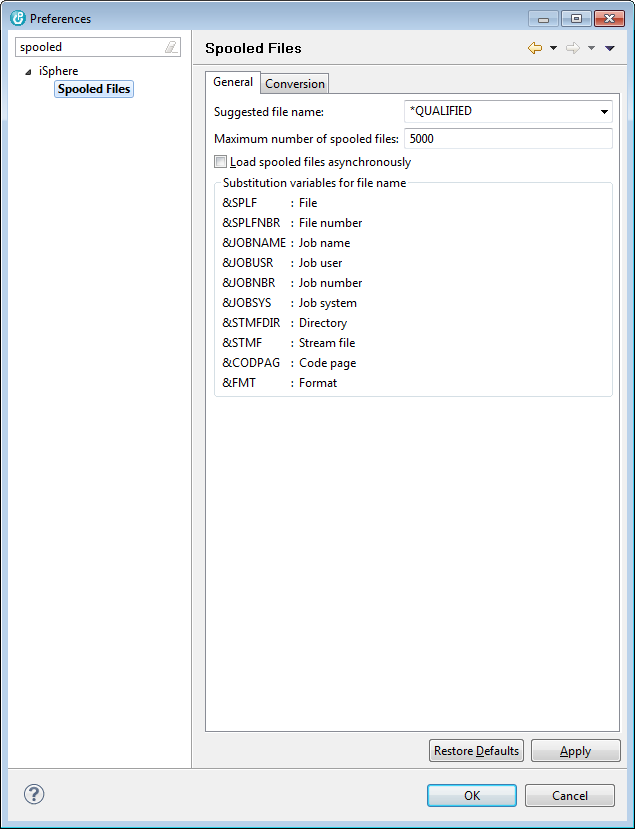 Preferences
spooled
iSphere
Spooled Files
Spooled Files
General
Conversion
Suggested file name:
*QUALIFIED
Maximum number of spooled files:
5000
Load spooled files asynchronously
Substitution variables for file name
&SPLF : File
&SPLFNBR : File number
&JOBNAME : Job name
&JOBUSR : Job user
&JOBNBR : Job number
&JOBSYS : Job system
&STMFDIR : Directory
&STMF : Stream file
&CODPAG : Code page
&FMT : Format
Restore Defaults
Apply
?
OK
Cancel